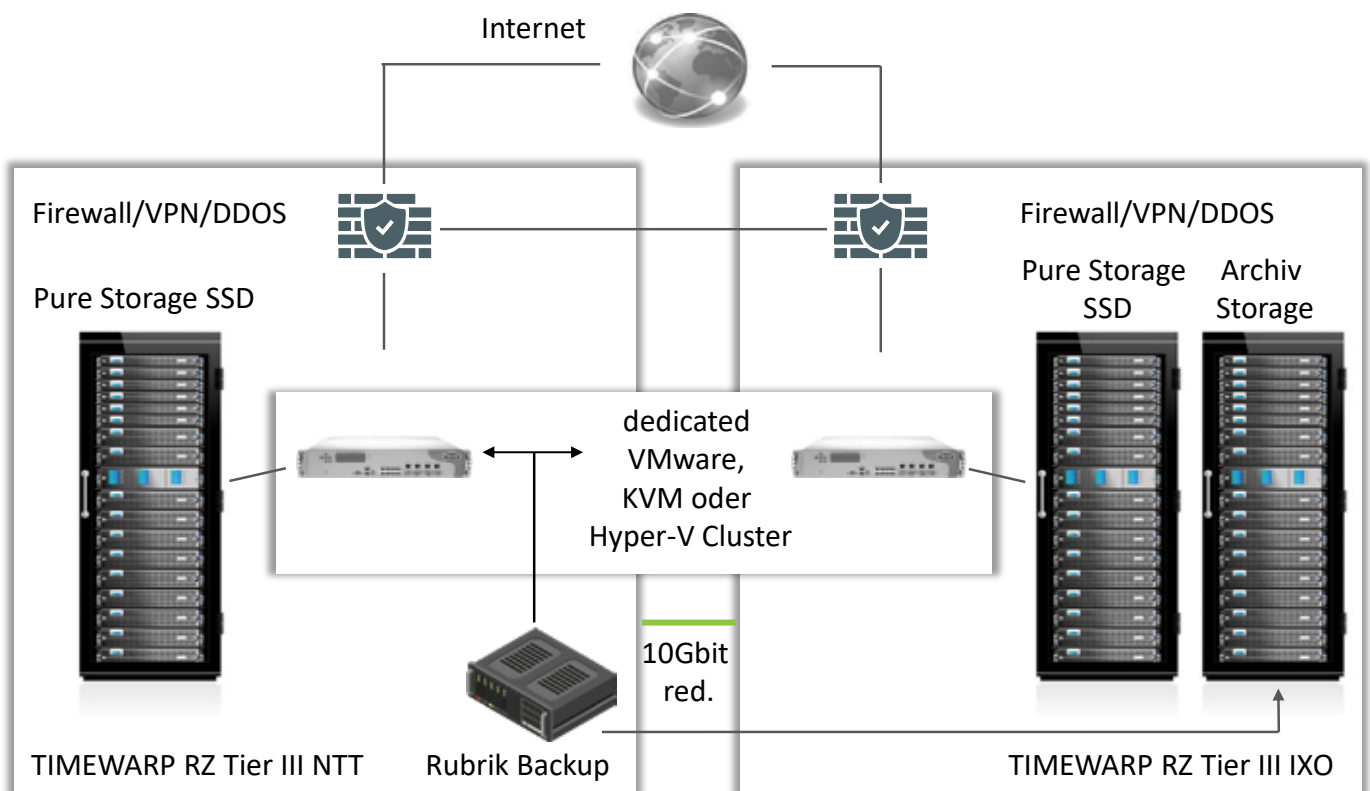 Internet
Firewall/VPN/DDOS
Firewall/VPN/DDOS
Pure Storage SSD
Pure Storage
SSD
Archiv
Storage
dedicated
VMware,
KVM oder
Hyper-V Cluster
10Gbit
red.
TIMEWARP RZ Tier III NTT
Rubrik Backup
TIMEWARP RZ Tier III IXO